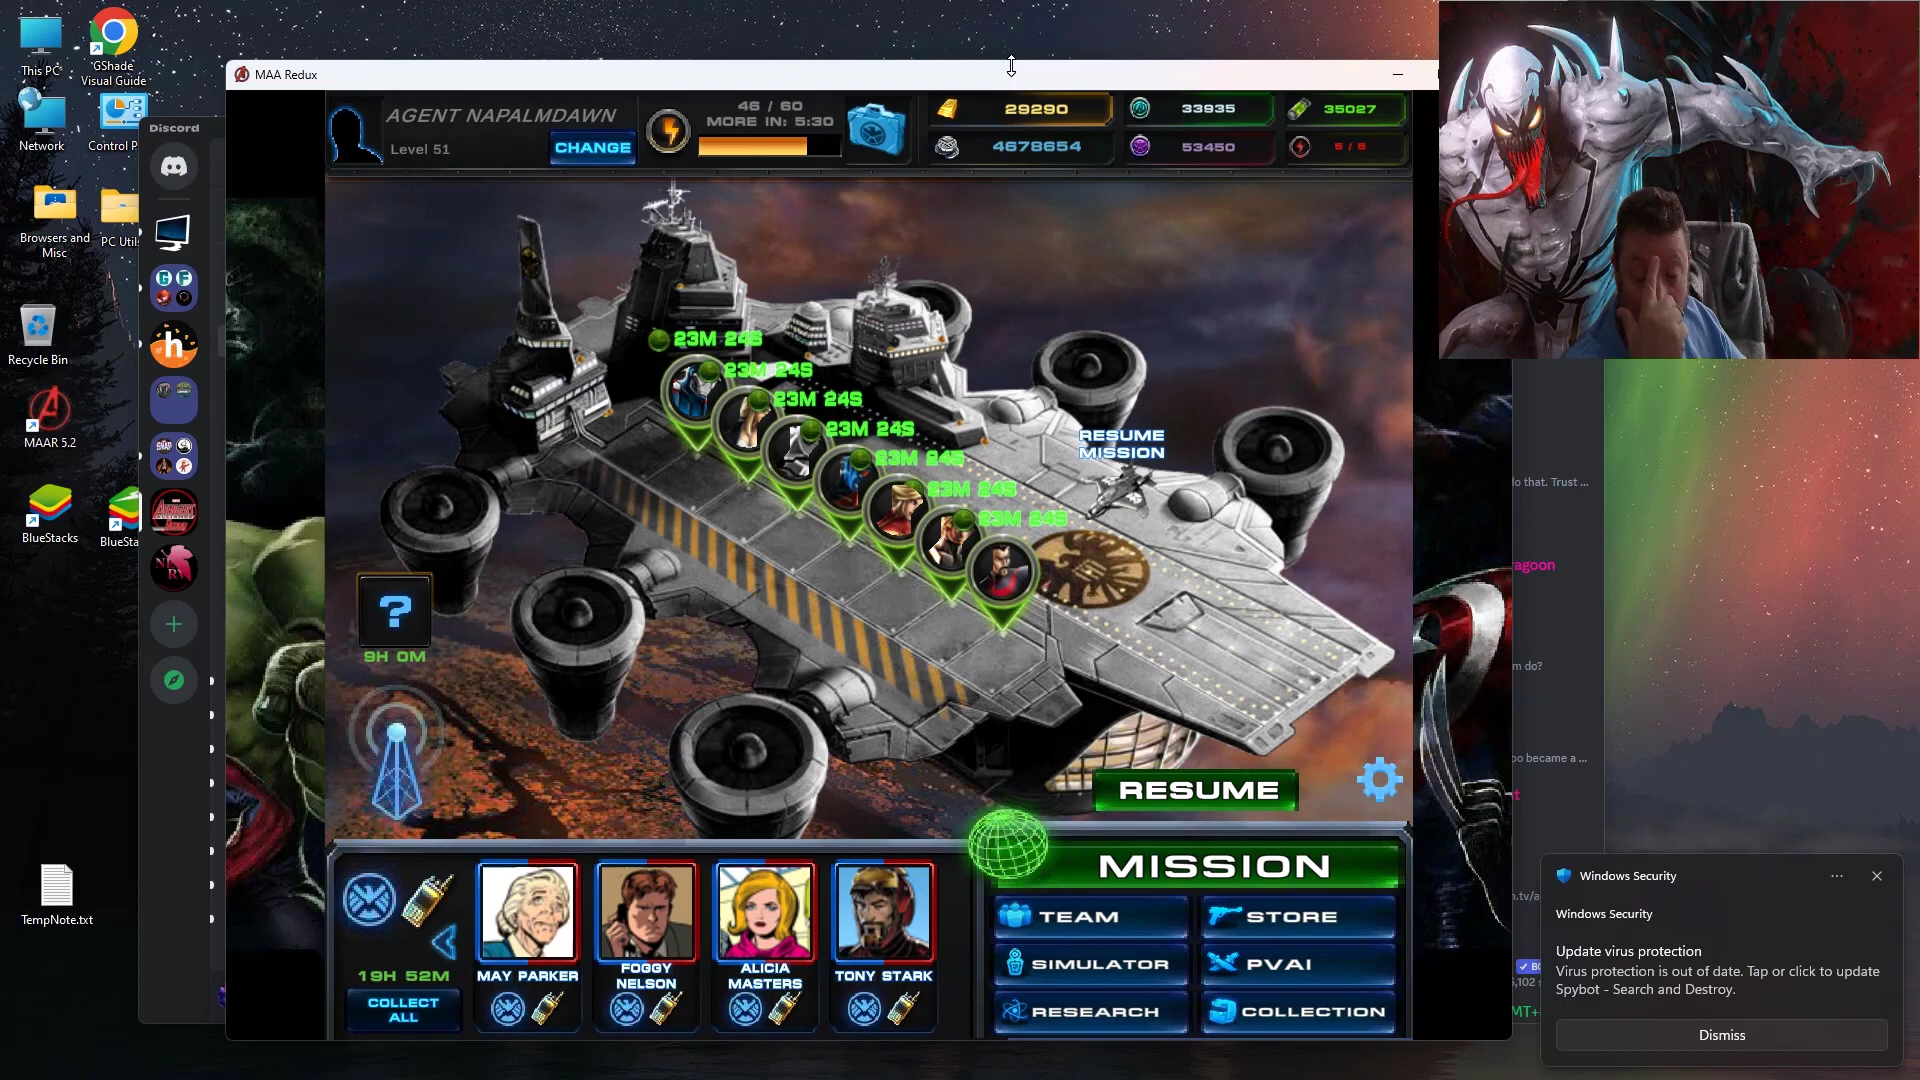 This PC
GShade
Visual Guide
Network
Control P
Browsers and
Misc
PC Util
Recycle Bin
MAAR 5.2
BlueStacks
BlueSta
TempNote.txt
Discord
MAA Redux
AGENT NAPALMDAWN
Level 51
CHANGE
46 / 60
MORE IN: 5:30
29290
4678654
33935
53450
35027
5 / 5
23M 24S
23M 24S
23M 24S
23M 24S
23M 24S
23M 24S
23M 24S
RESUME
MISSION
?
9H 0M
RESUME
MISSION
TEAM
STORE
SIMULATOR
PVAI
RESEARCH
COLLECTION
19H 52M
COLLECT
ALL
MAY PARKER
FOGGY
NELSON
ALICIA
MASTERS
TONY STARK
lo that. Trust ...
agoon
m do?
oo became a ...
Windows Security
Windows Security
Update virus protection
Virus protection is out of date. Tap or click to update
Spybot - Search and Destroy.
Dismiss